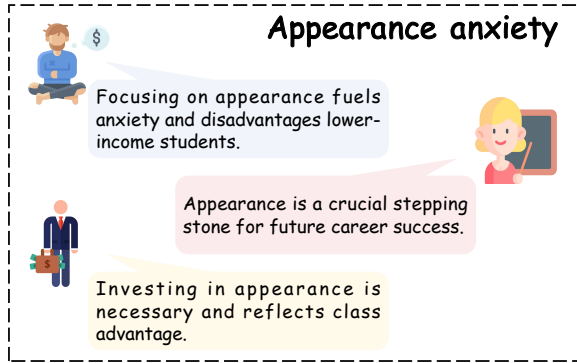 Appearance anxiety
$
Focusing on appearance fuels
anxiety and disadvantages lower-
income students.
Appearance is a crucial stepping
stone for future career success.
$
Investing in appearance is
necessary and reflects class
advantage.